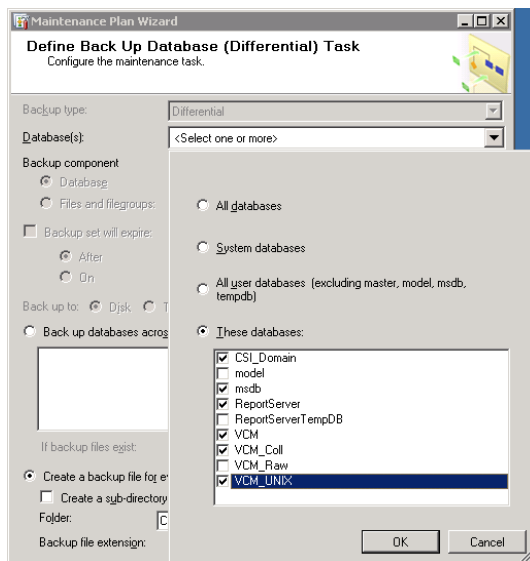 Maintenance Plan Wizard
Define Back Up Database (Differential) Task
Configure the maintenance task.
Backup type:
Differential
Database(s):
<Select one or more>
Backup component
Database
Files and filegroups:
Backup set will expire:
After
On
Back up to:
Disk
Back up databases across
If backup files exist:
Create a backup file for
Create a sub-directory
Folder:
Backup file extension:
All databases
System databases
All user databases (excluding master, model, msdb,
tempdb)
These databases:
CSI_Domain
model
msdb
ReportServer
ReportServerTempDB
VCM
VCM_Coll
VCM_Raw
VCM_UNIX
OK
Cancel